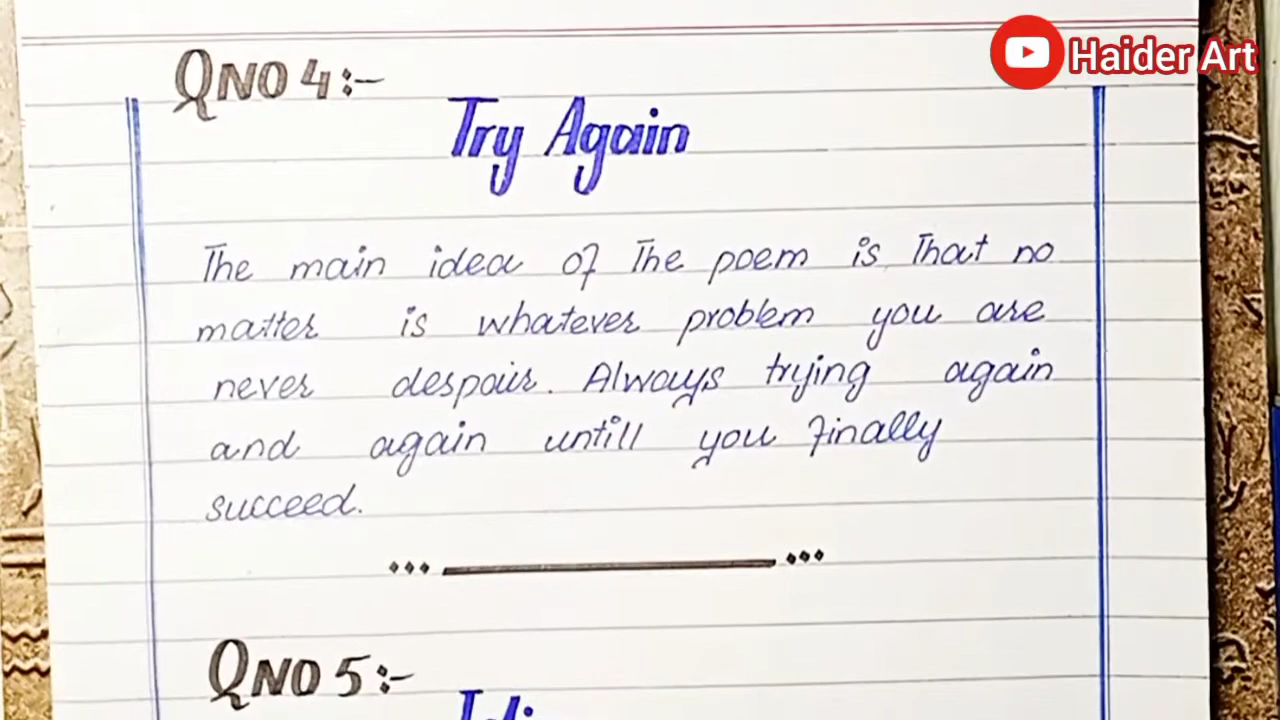 Haider Art
QNO 4:-
Try Again
The main idea of The poem is That no
matter is whatever problem you are
never despair. Always trying again
and again untill you finally
succeed.
QNO 5:-